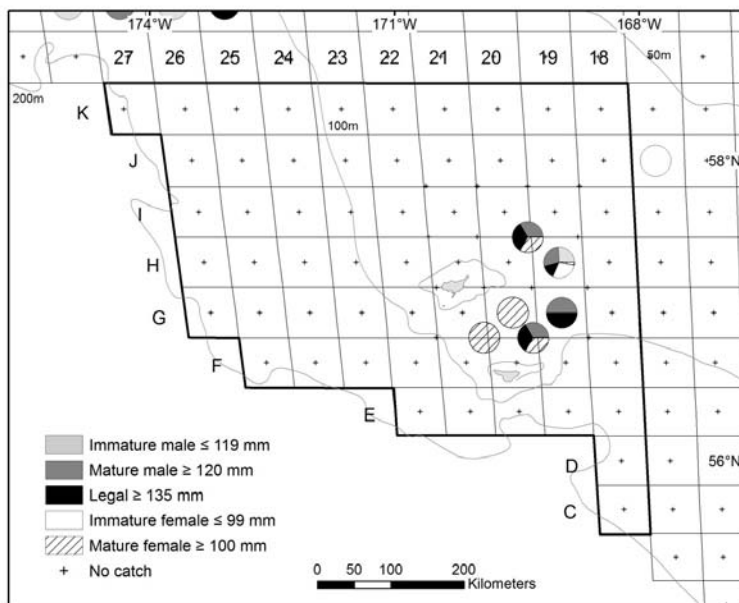 174°W 171°W 168°W
27 26 25 24 23 22 21 20 19 18 50m
200m
K
100m
J 58°N
I
H
G
F
E
Immature male ≤ 119 mm
Mature male ≥ 120 mm
D 56°N
Legal ≥ 135 mm
C
Immature female ≤ 99 mm
Mature female ≥ 100 mm
No catch
0 50 100 200
Kilometers